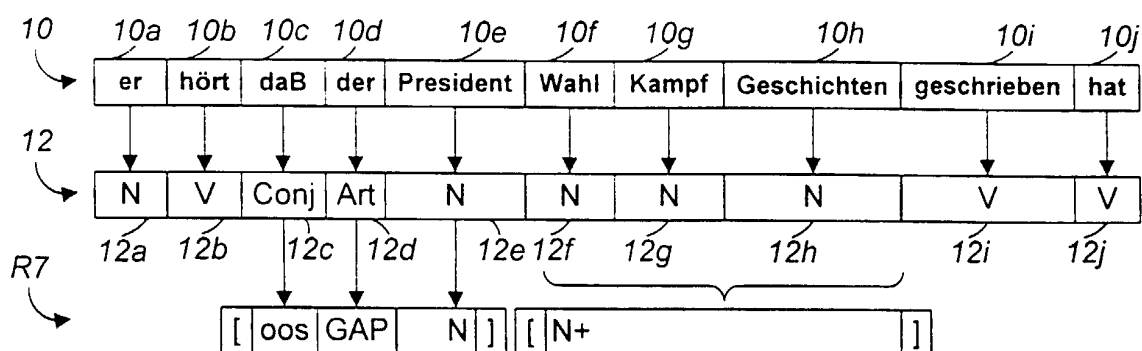 10 10a 10b 10c 10d 10e 10f 10g 10h 10i 10j
er hört daB der President Wahl Kampf Geschichten geschrieben hat
12
N V Conj Art N N N N V V
12a 12b 12c 12d 12e 12f 12g 12h 12i 12j
R7
[ oos GAP N ] [ N+ ]